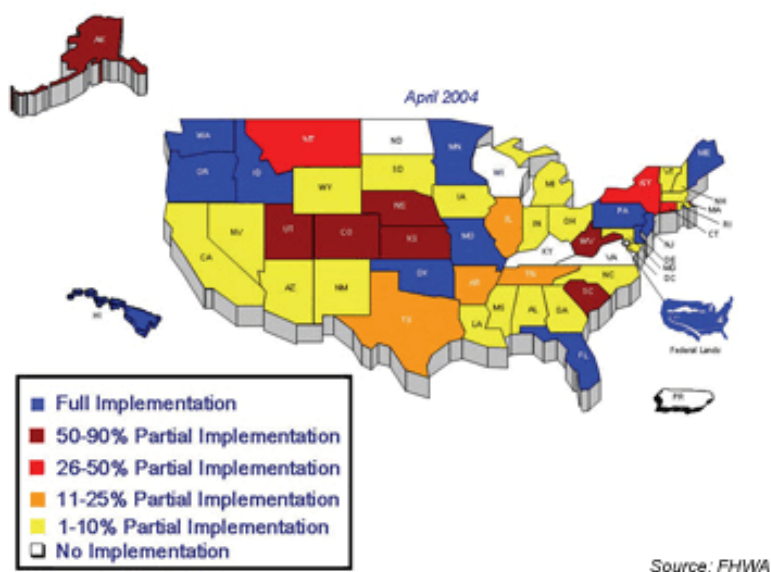 AK
April 2004
WA
MT
ND
MN
ME
OR
ID
SD
WI
MI
NY
VT
NH
WY
IA
PA
MA
RI
NE
IL
IN
OH
CT
NJ
NV
UT
CO
KS
MO
WV
DE
MD
CA
KY
VA
DC
AZ
NM
OK
AR
TN
NC
SC
HI
TX
LA
MS
AL
GA
FL
Federal Lands
PR
Full Implementation
50-90% Partial Implementation
26-50% Partial Implementation
11-25% Partial Implementation
1-10% Partial Implementation
No Implementation
Source: FHWA